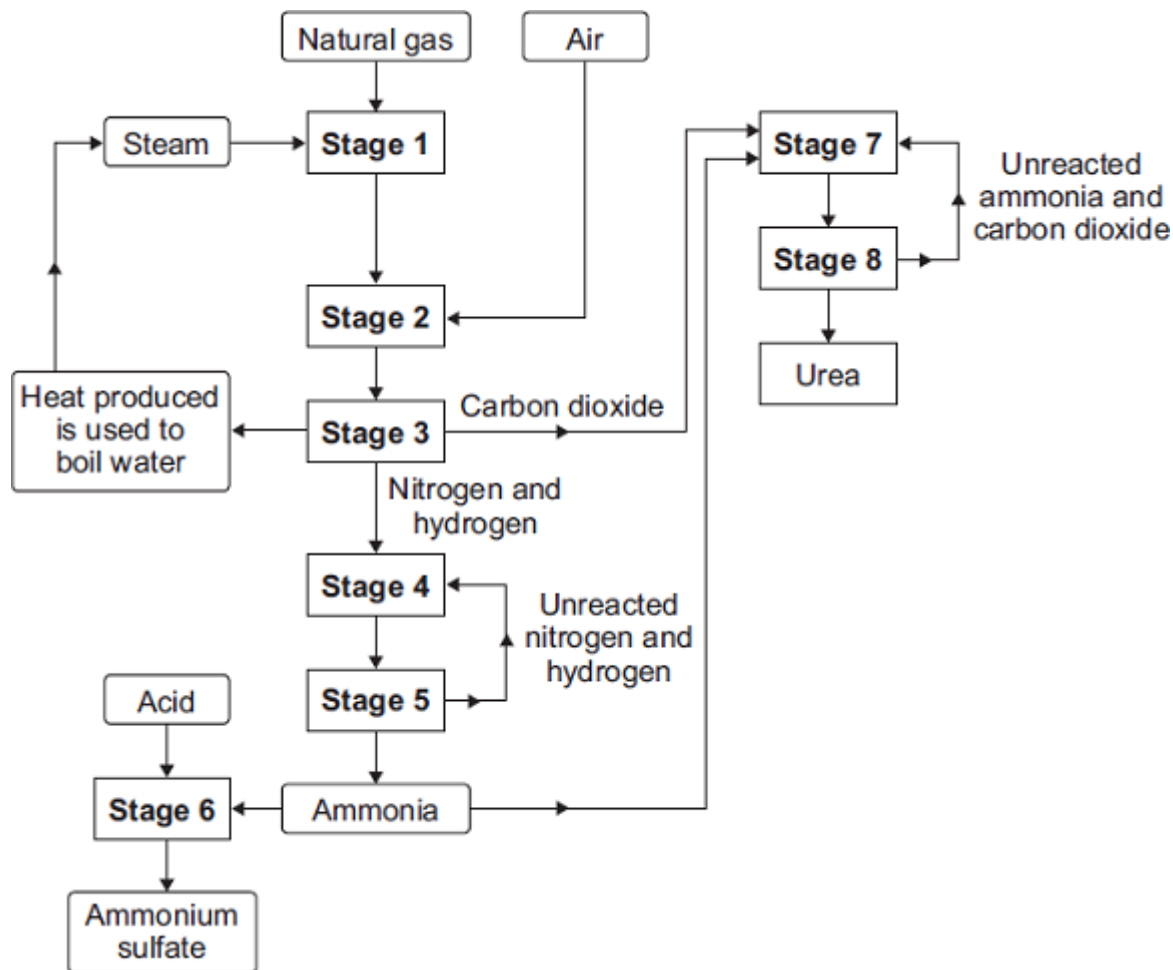 Natural gas
Air
Steam
Stage 1
Stage 7
Unreacted
ammonia and
carbon dioxide
Stage 8
Stage 2
Urea
Heat produced
is used to
boil water
Stage 3
Carbon dioxide
Nitrogen and
hydrogen
Stage 4
Unreacted
nitrogen and
hydrogen
Stage 5
Acid
Stage 6
Ammonia
Ammonium
sulfate